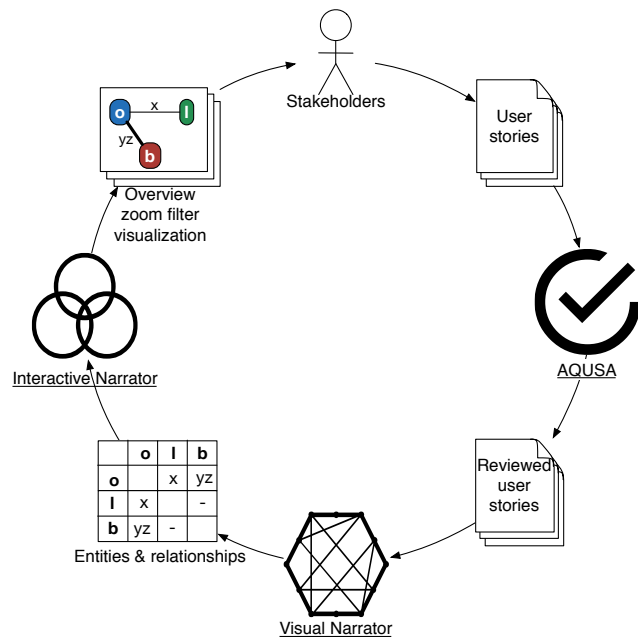 Stakeholders
User
stories
AQUSA
Reviewed
user
stories
Visual Narrator
o l b
o x yz
l x -
b yz -
Entities & relationships
Interactive Narrator
o x l
yz
b
Overview
zoom filter
visualization